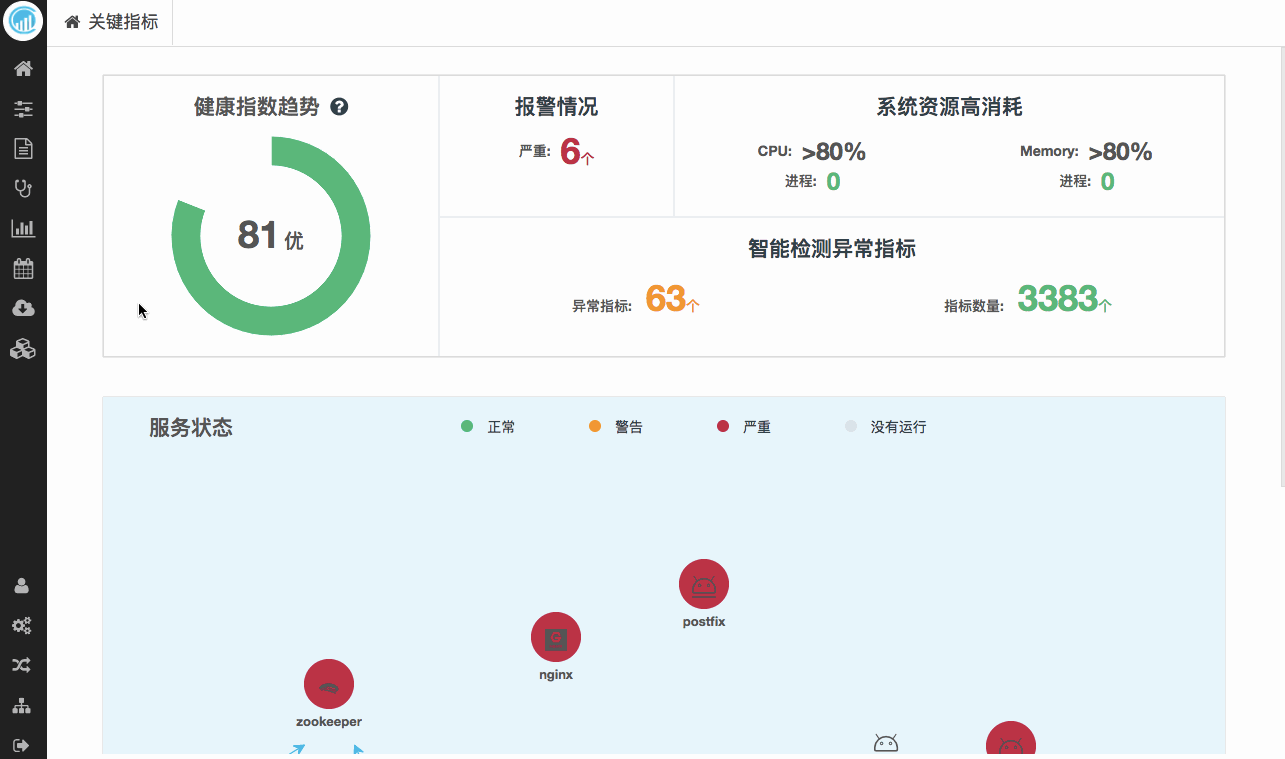 关键指标
健康指数趋势
81 优
报警情况
严重: 6个
系统资源高消耗
CPU: >80%
进程: 0
Memory: >80%
进程: 0
智能检测异常指标
异常指标: 63个
指标数量: 3383个
服务状态
正常
警告
严重
没有运行
postfix
nginx
zookeeper